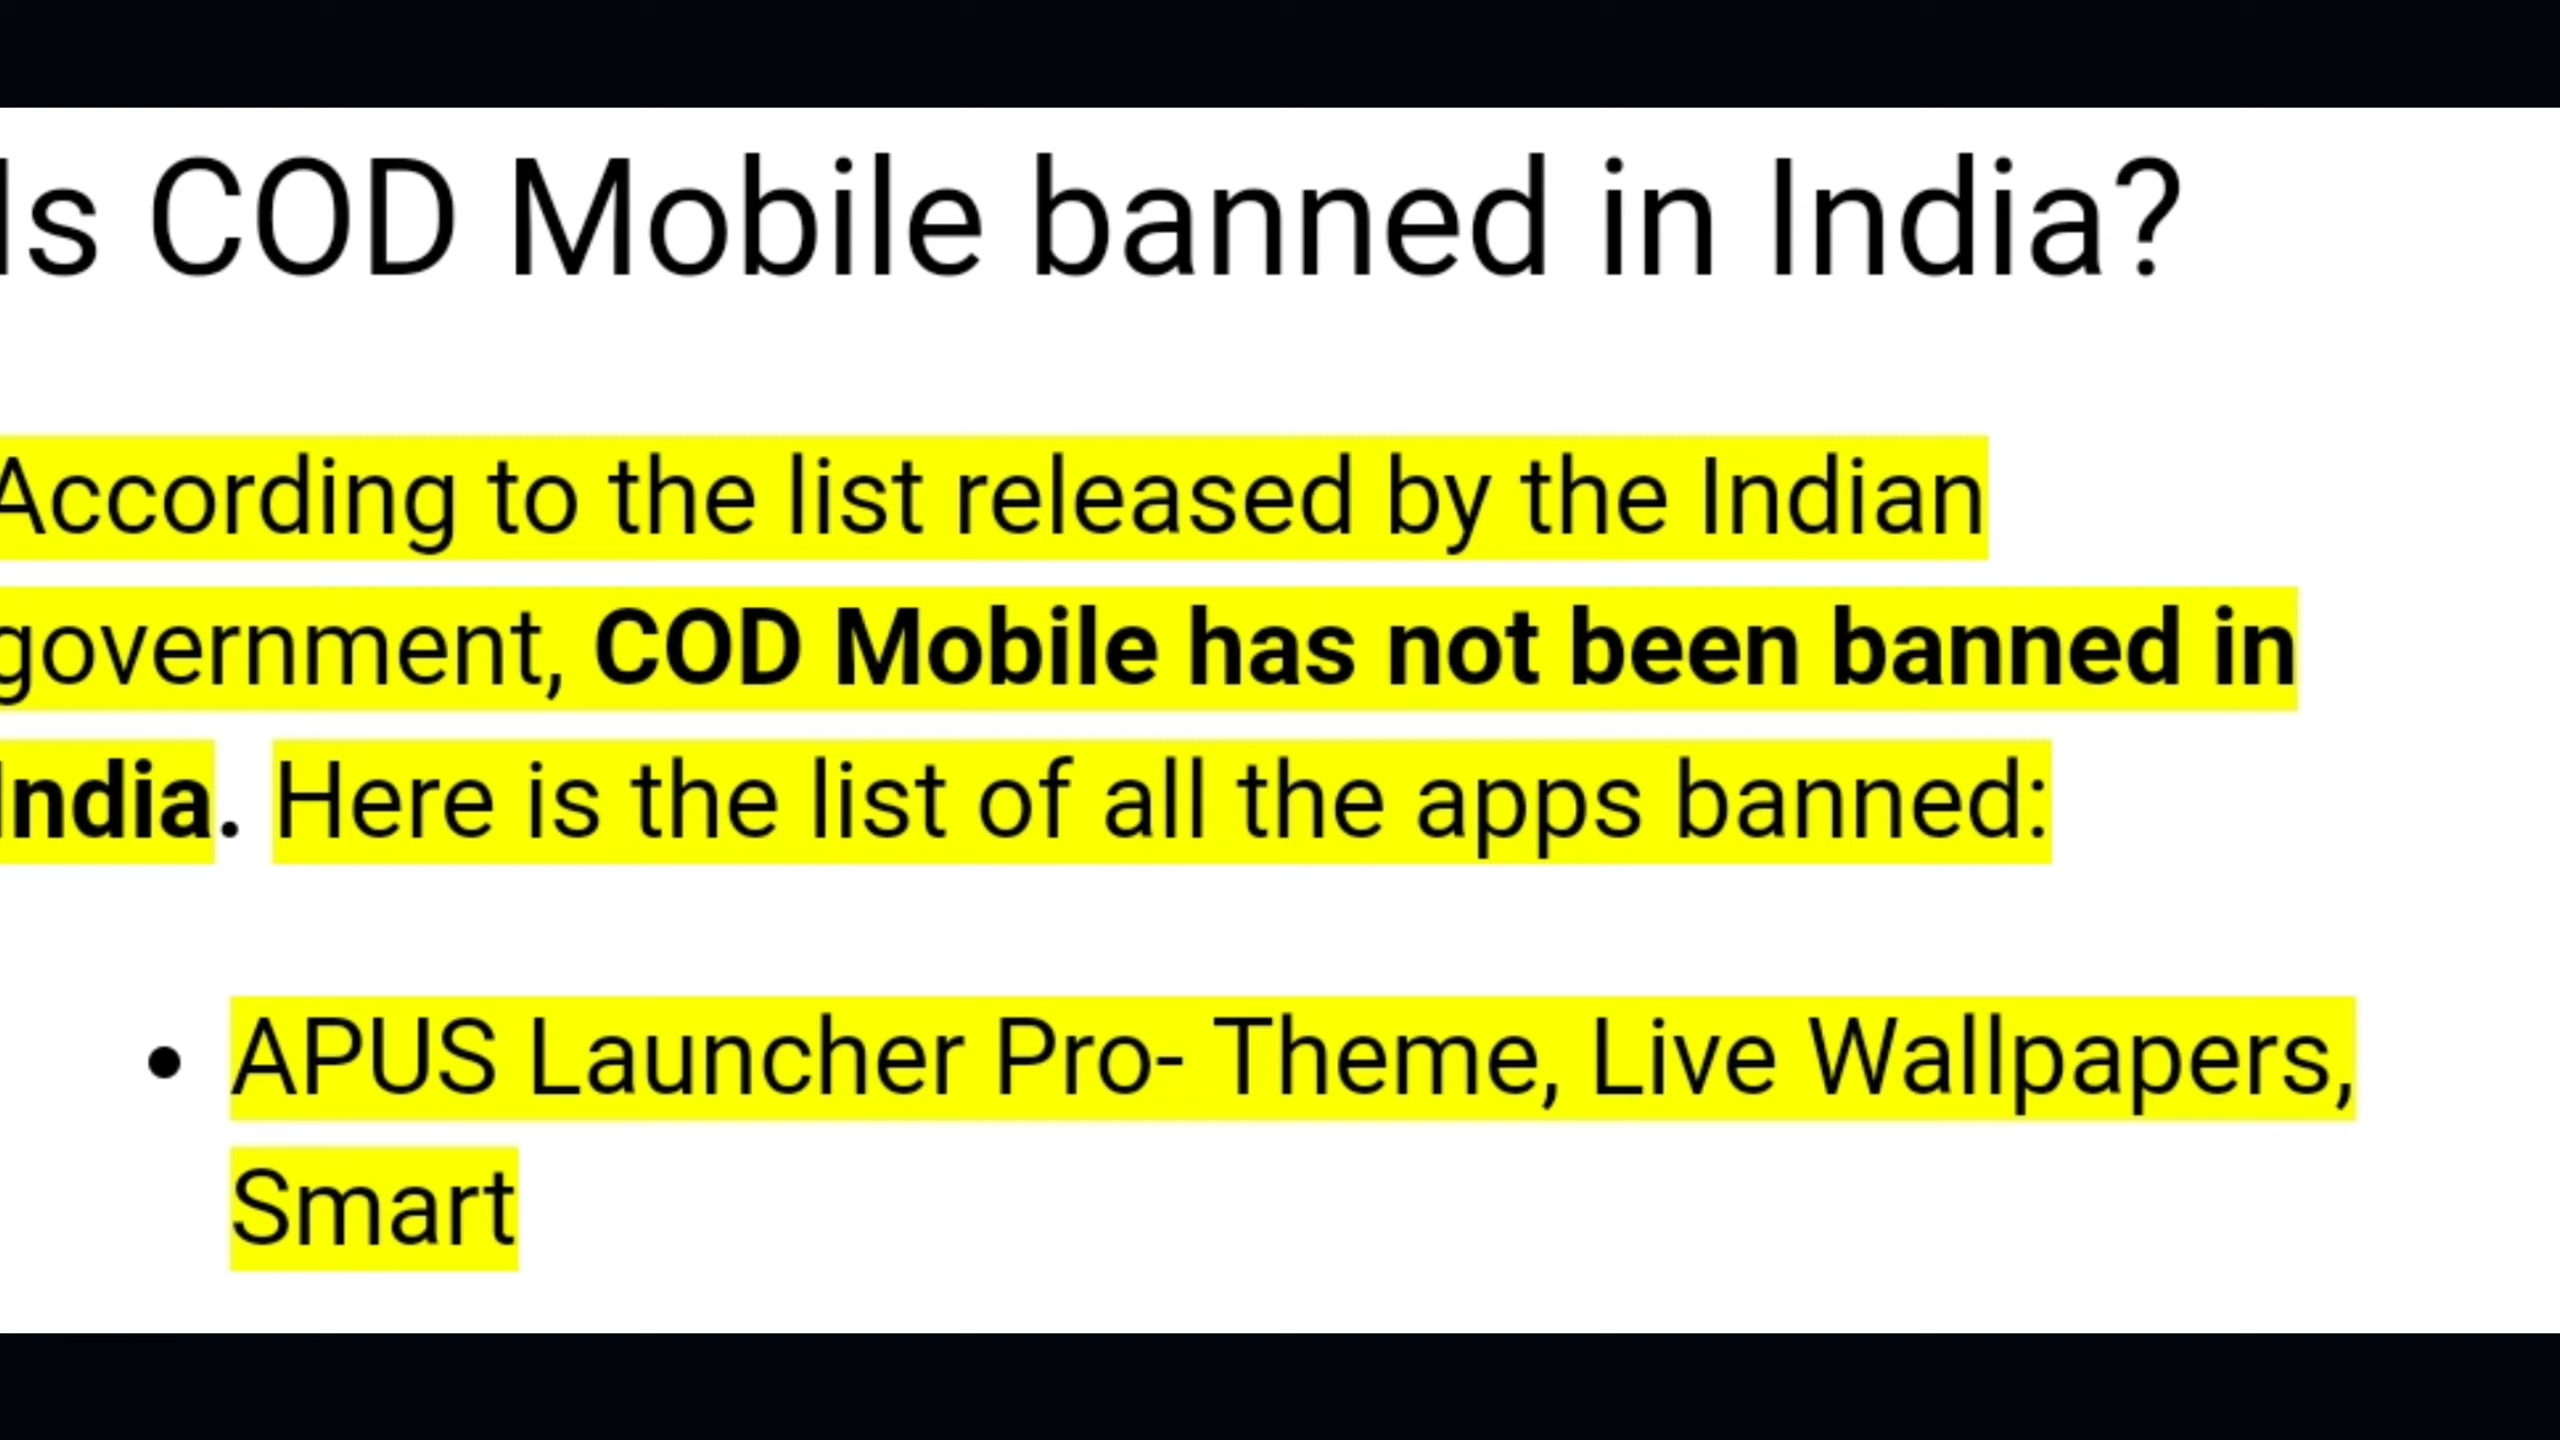 Is COD Mobile banned in India?
According to the list released by the Indian
government, COD Mobile has not been banned in
India. Here is the list of all the apps banned:
• APUS Launcher Pro- Theme, Live Wallpapers,
Smart